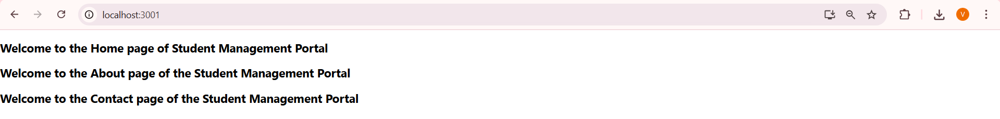 localhost:3001
V
Welcome to the Home page of Student Management Portal
Welcome to the About page of the Student Management Portal
Welcome to the Contact page of the Student Management Portal